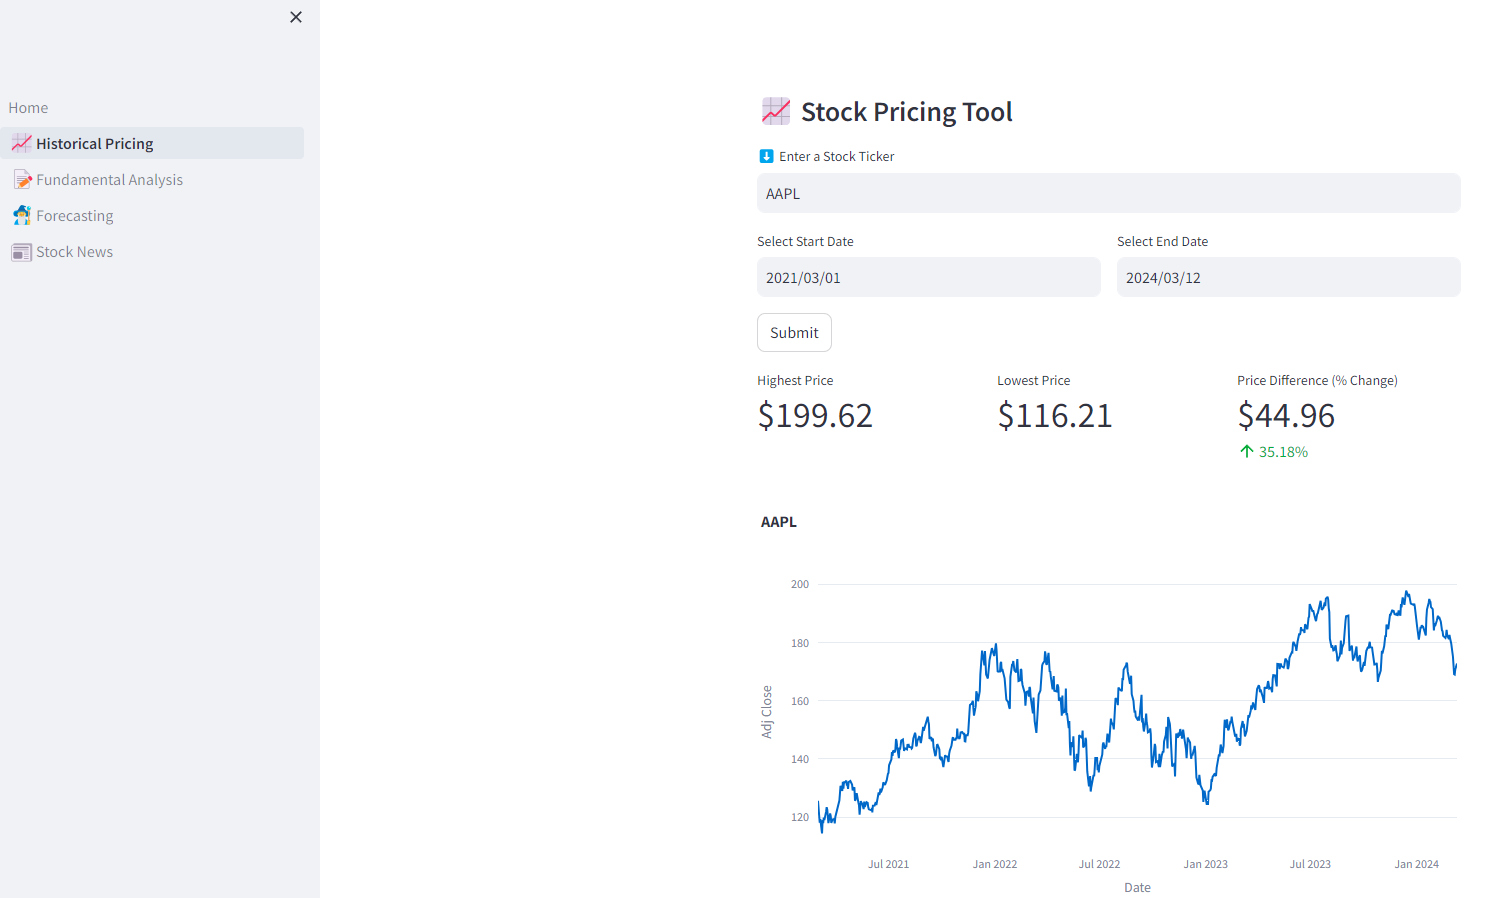 Home
Historical Pricing
Fundamental Analysis
Forecasting
Stock News
Stock Pricing Tool
Enter a Stock Ticker
AAPL
Select Start Date
Select End Date
2021/03/01
2024/03/12
Submit
Highest Price
Lowest Price
Price Difference (% Change)
$199.62
$116.21
$44.96
35.18%
AAPL
200
180
160
140
120
Adj Close
Jul 2021
Jan 2022
Jul 2022
Jan 2023
Jul 2023
Jan 2024
Date